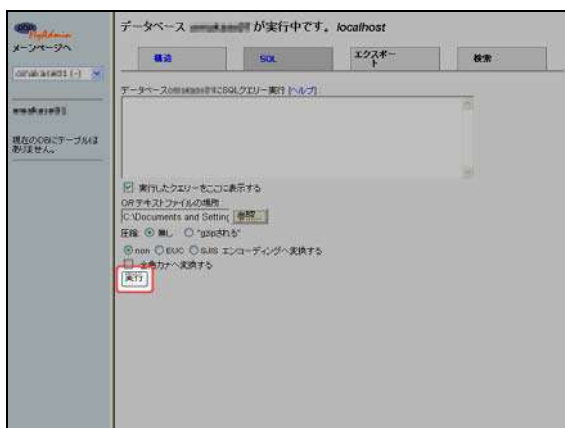 phpMyAdmin
メーンページへ
現在のDBにテーブルは
ありません。
データベース が実行中です。 localhost
構造
SQL
エクスポー
ト
検索
データベース にSQLクエリー実行 [ヘルプ]:
実行したクエリーをここに表示する
ORテキストファイルの場所:
C:\Documents and Setting
参照...
圧縮: 無し "gzipされる"
non EUC SJIS エンコーディングへ変換する
全角カナへ変換する
実行